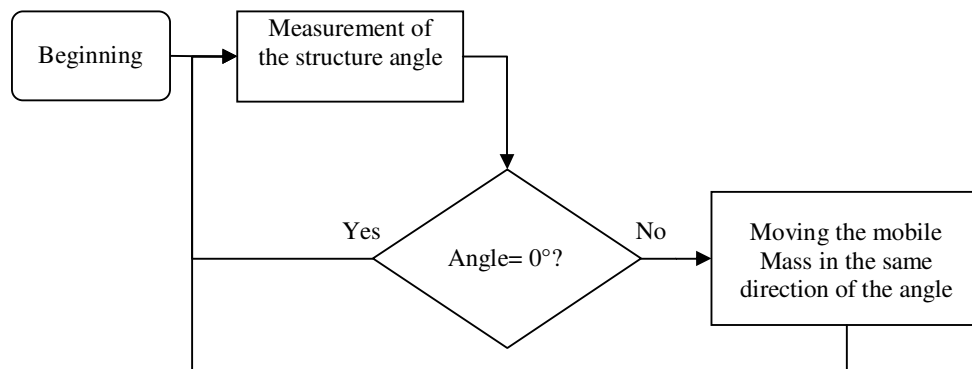 Beginning
Measurement of
the structure angle
Yes
Angle= 0°?
No
Moving the mobile
Mass in the same
direction of the angle